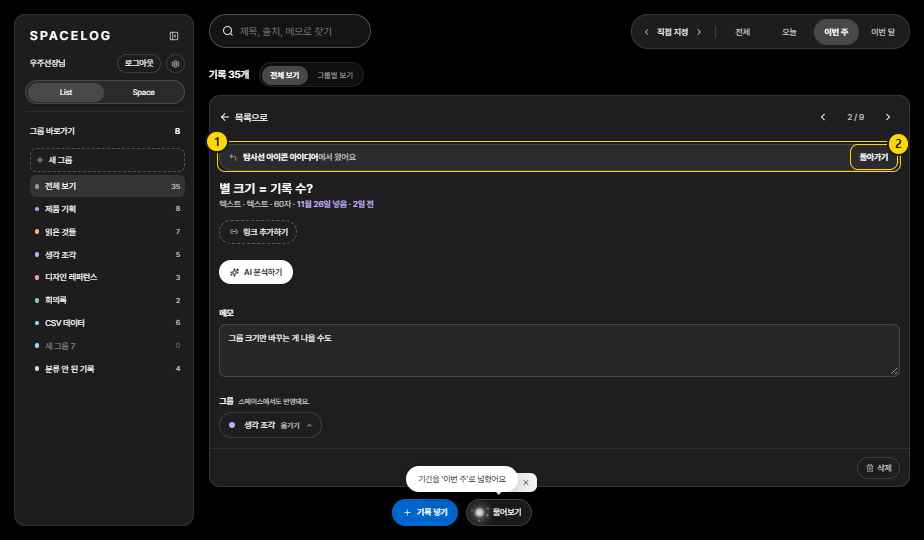 SPACELOG
우주선장님
로그아웃
List
Space
그룹 바로가기
8
+ 새 그룹
전체 보기 35
제품 기획 8
읽은 것들 7
생각 조각 5
디자인 레퍼런스 3
회의록 2
CSV 데이터 6
새 그룹 7 0
분류 안 된 기록 4
제목, 출처, 메모로 찾기
직접 지정
전체
오늘
이번 주
이번 달
기록 35개
전체 보기
그룹별 보기
목록으로
2 / 9
1
2
탐사선 아이콘 아이디어에서 왔어요
돌아가기
별 크기 = 기록 수?
텍스트 · 텍스트 · 60자 · 11월 26일 넣음 · 2일 전
링크 추가하기
AI 분석하기
메모
그룹 크기만 바꾸는 게 나을 수도
그룹 스페이스에서도 반영돼요.
생각 조각 옮기기
삭제
기간을 '이번 주'로 넓혔어요
+ 기록 넣기
물어보기